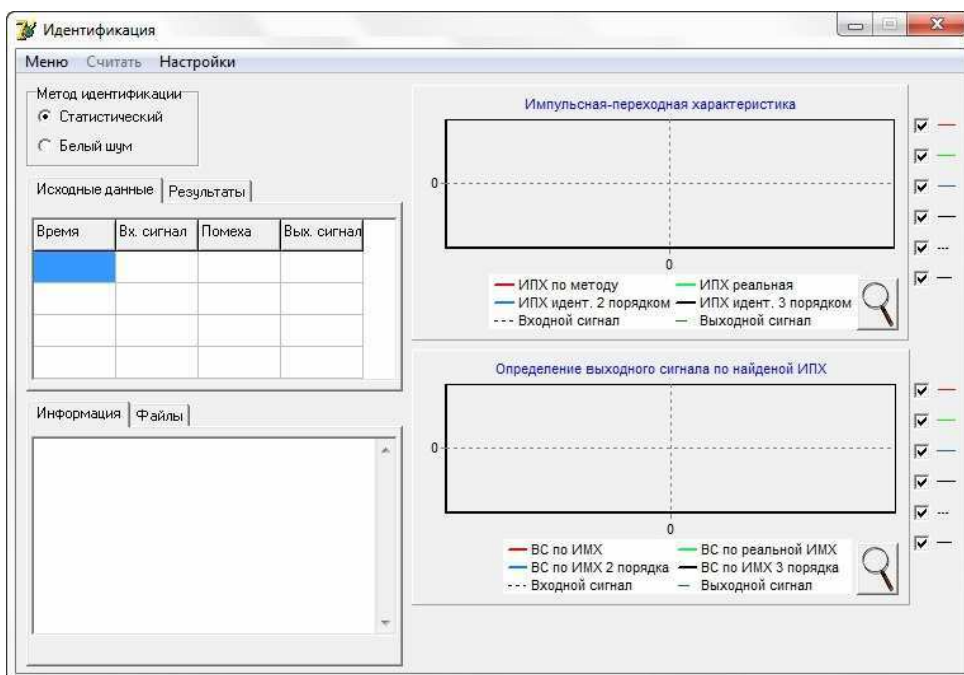 Идентификация
Меню Считать Настройки
Метод идентификации
Статистический
Белый шум
Исходные данные Результаты
Время Вх. сигнал Помеха Вых. сигнал
Информация Файлы
Импульсная-переходная характеристика
0
0
ИПХ по методу ИПХ реальная
ИПХ идент. 2 порядком ИПХ идент. 3 порядком
Входной сигнал Выходной сигнал
Определение выходного сигнала по найденой ИПХ
0
0
ВС по ИМХ ВС по реальной ИМХ
ВС по ИМХ 2 порядка ВС по ИМХ 3 порядка
Входной сигнал Выходной сигнал